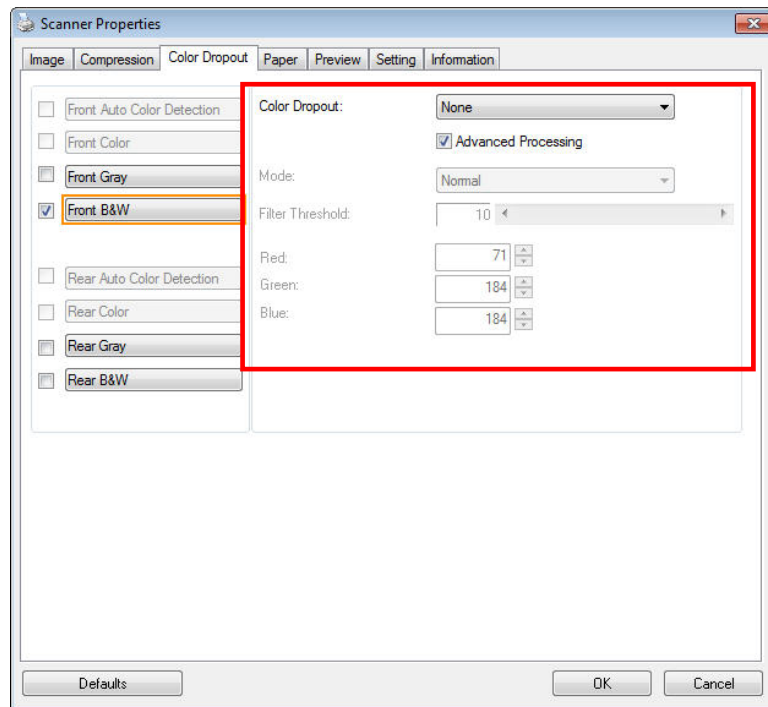 Scanner Properties
Image Compression Color Dropout Paper Preview Setting Information
Front Auto Color Detection
Front Color
Front Gray
Front B&W
Rear Auto Color Detection
Rear Color
Rear Gray
Rear B&W
Color Dropout: None
Advanced Processing
Mode: Normal
Filter Threshold: 10
Red: 71
Green: 184
Blue: 184
Defaults OK Cancel